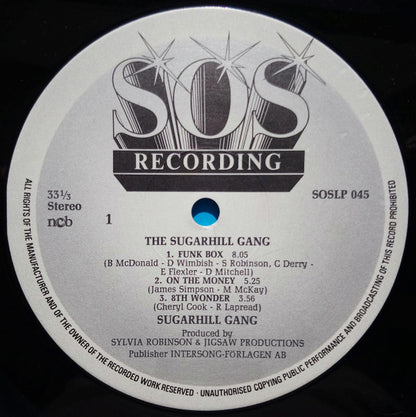 SOS
RECORDING
33 1/3
Stereo
ncb
1
SOSLP 045
THE SUGARHILL GANG
1. FUNK BOX 8.05
(B McDonald - D Wimbish - S Robinson, C Derry -
E Flexler - D Mitchell)
2. ON THE MONEY 5.25
(James Simpson - M McKay)
3. 8TH WONDER 3.56
(Cheryl Cook - R Lapread)
SUGARHILL GANG
Produced by
SYLVIA ROBINSON & JIGSAW PRODUCTIONS
Publisher INTERSONG-FÖRLAGEN AB
ALL RIGHTS OF THE MANUFACTURER AND OF THE OWNER OF THE RECORDED WORK RESERVED · UNAUTHORISED COPYING PUBLIC PERFORMANCE AND BROADCASTING OF THIS RECORD PROHIBITED